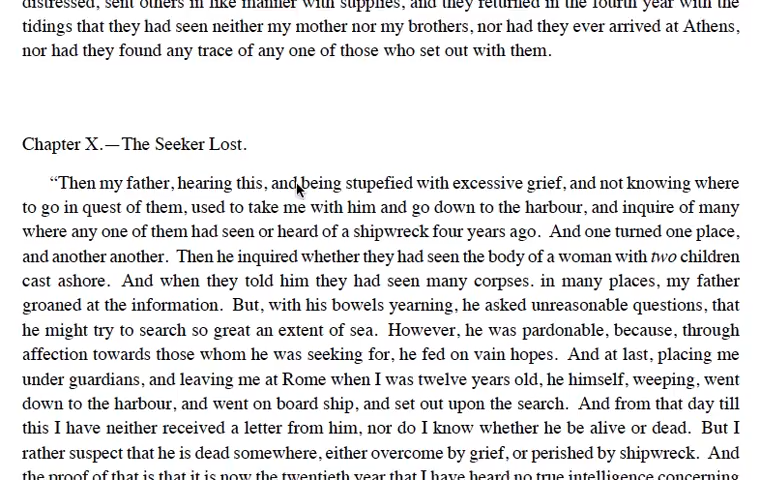 distressed, sent others in like manner with supplies, and they returned in the fourth year with the
tidings that they had seen neither my mother nor my brothers, nor had they ever arrived at Athens,
nor had they found any trace of any one of those who set out with them.
Chapter X.—The Seeker Lost.
“Then my father, hearing this, and being stupefied with excessive grief, and not knowing where
to go in quest of them, used to take me with him and go down to the harbour, and inquire of many
where any one of them had seen or heard of a shipwreck four years ago. And one turned one place,
and another another. Then he inquired whether they had seen the body of a woman with two children
cast ashore. And when they told him they had seen many corpses. in many places, my father
groaned at the information. But, with his bowels yearning, he asked unreasonable questions, that
he might try to search so great an extent of sea. However, he was pardonable, because, through
affection towards those whom he was seeking for, he fed on vain hopes. And at last, placing me
under guardians, and leaving me at Rome when I was twelve years old, he himself, weeping, went
down to the harbour, and went on board ship, and set out upon the search. And from that day till
this I have neither received a letter from him, nor do I know whether he be alive or dead. But I
rather suspect that he is dead somewhere, either overcome by grief, or perished by shipwreck. And
the proof of that is that it is now the twentieth year that I have heard no true intelligence concerning